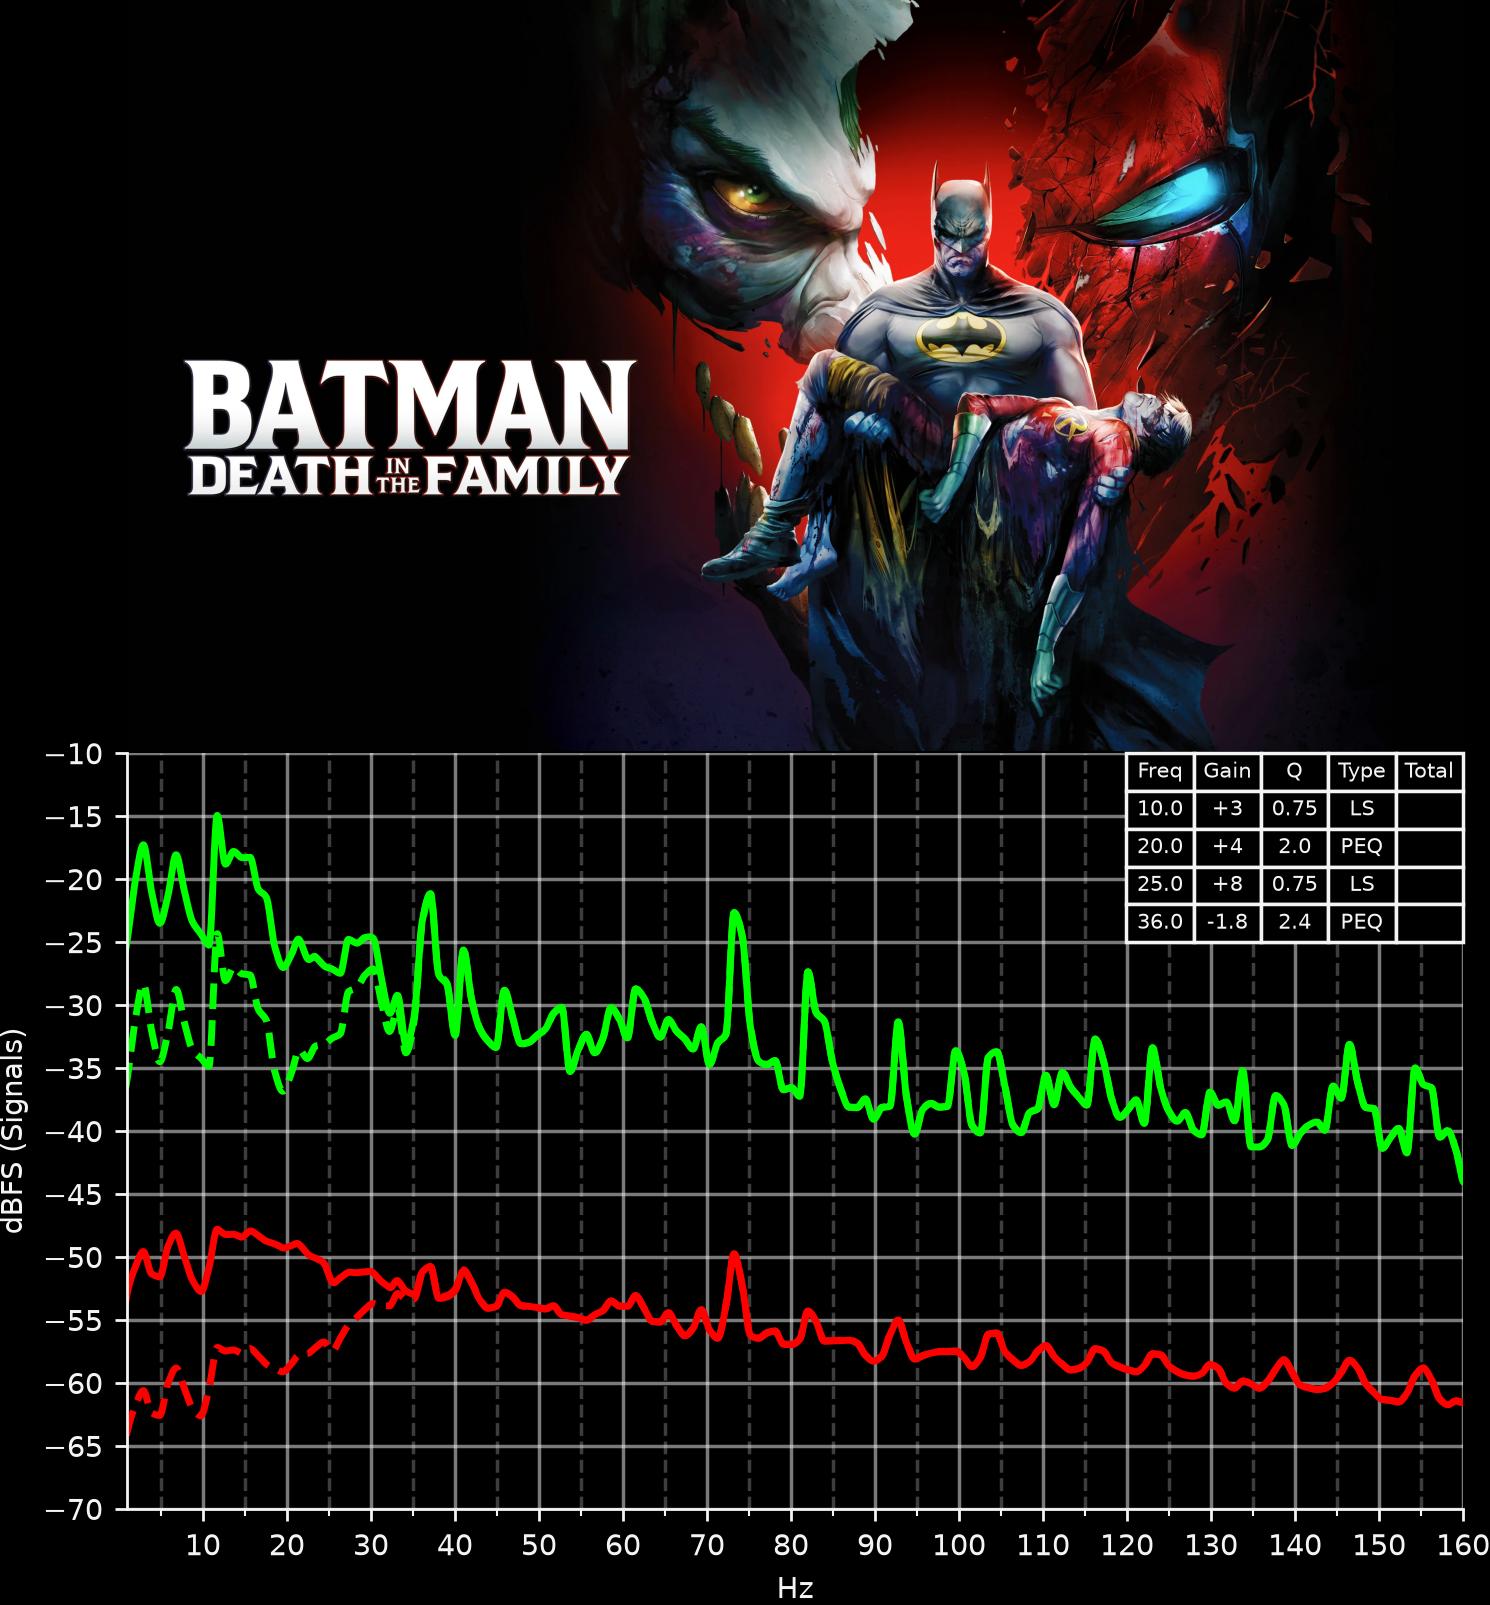 BATMAN
DEATH IN THE FAMILY
Freq Gain Q Type Total
10.0 +3 0.75 LS
20.0 +4 2.0 PEQ
25.0 +8 0.75 LS
36.0 -1.8 2.4 PEQ
−10
−15
−20
−25
−30
−35
−40
−45
−50
−55
−60
−65
−70
dBFS (Signals)
10 20 30 40 50 60 70 80 90 100 110 120 130 140 150 160
Hz